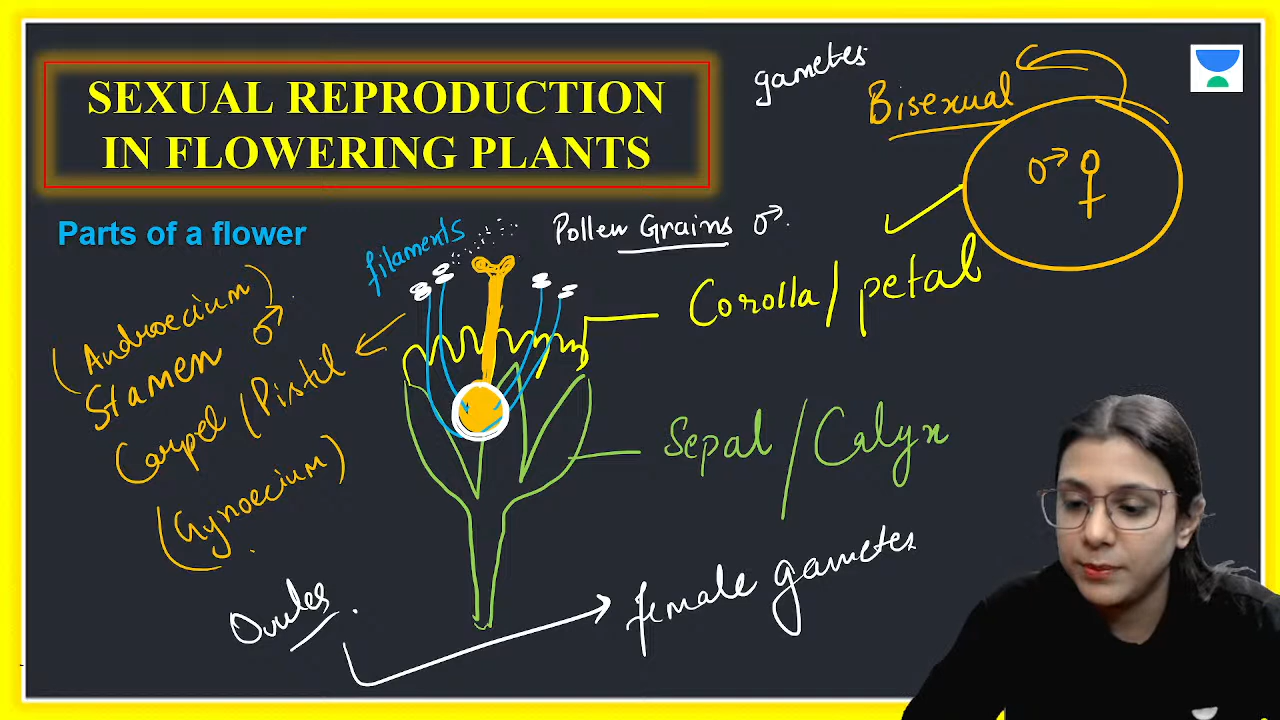 SEXUAL REPRODUCTION
IN FLOWERING PLANTS
gametes
Bisexual
♂ ♀
Parts of a flower
filaments
Pollen Grains ♂
Corolla/petal
(Androecium)
Stamen ♂
Carpel/Pistil
(Gynoecium)
Sepal/Calyx
Ovules
female gametes